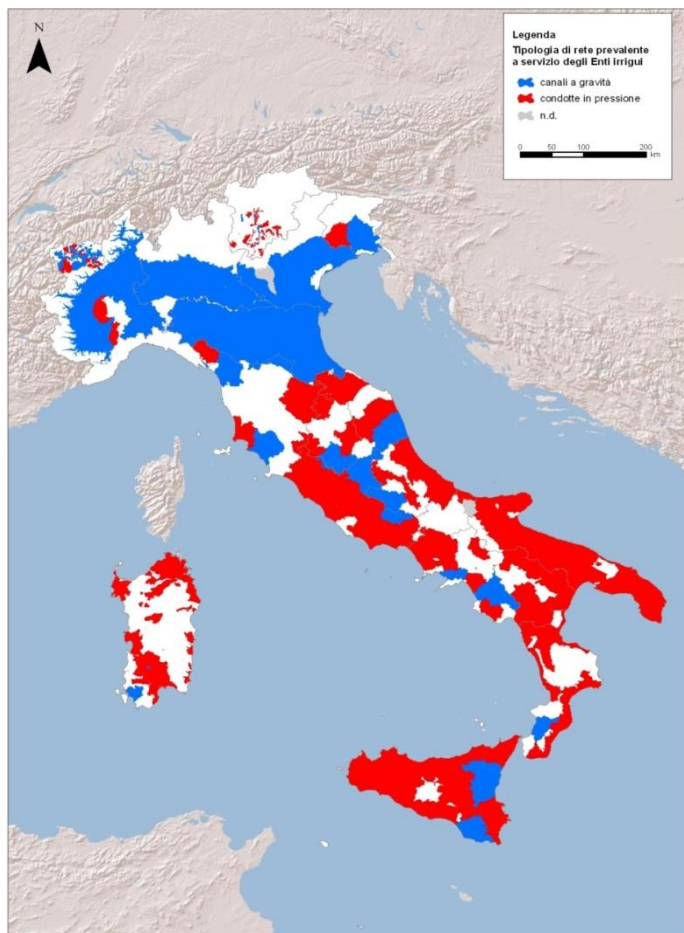 N
Legenda
Tipologia di rete prevalente
a servizio degli Enti irrigui
canali a gravità
condotte in pressione
n.d.
0 50 100 200
km